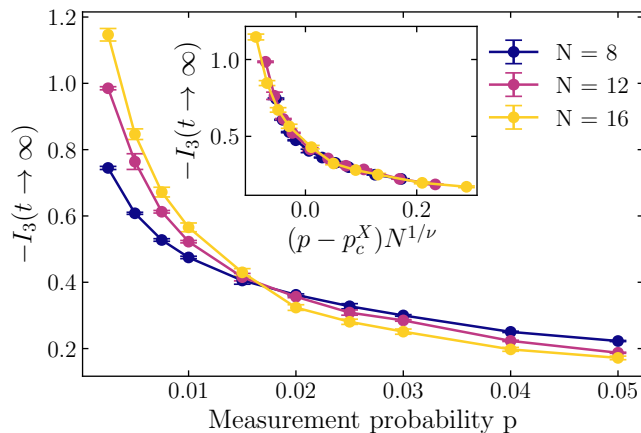 1.2
1.0
0.8
0.6
0.4
0.2
−I₃(t → ∞)
0.01
0.02
0.03
0.04
0.05
Measurement probability p
1.0
0.5
−I₃(t → ∞)
0.0
0.2
(p − p_c^X)N^{1/ν}
N = 8
N = 12
N = 16